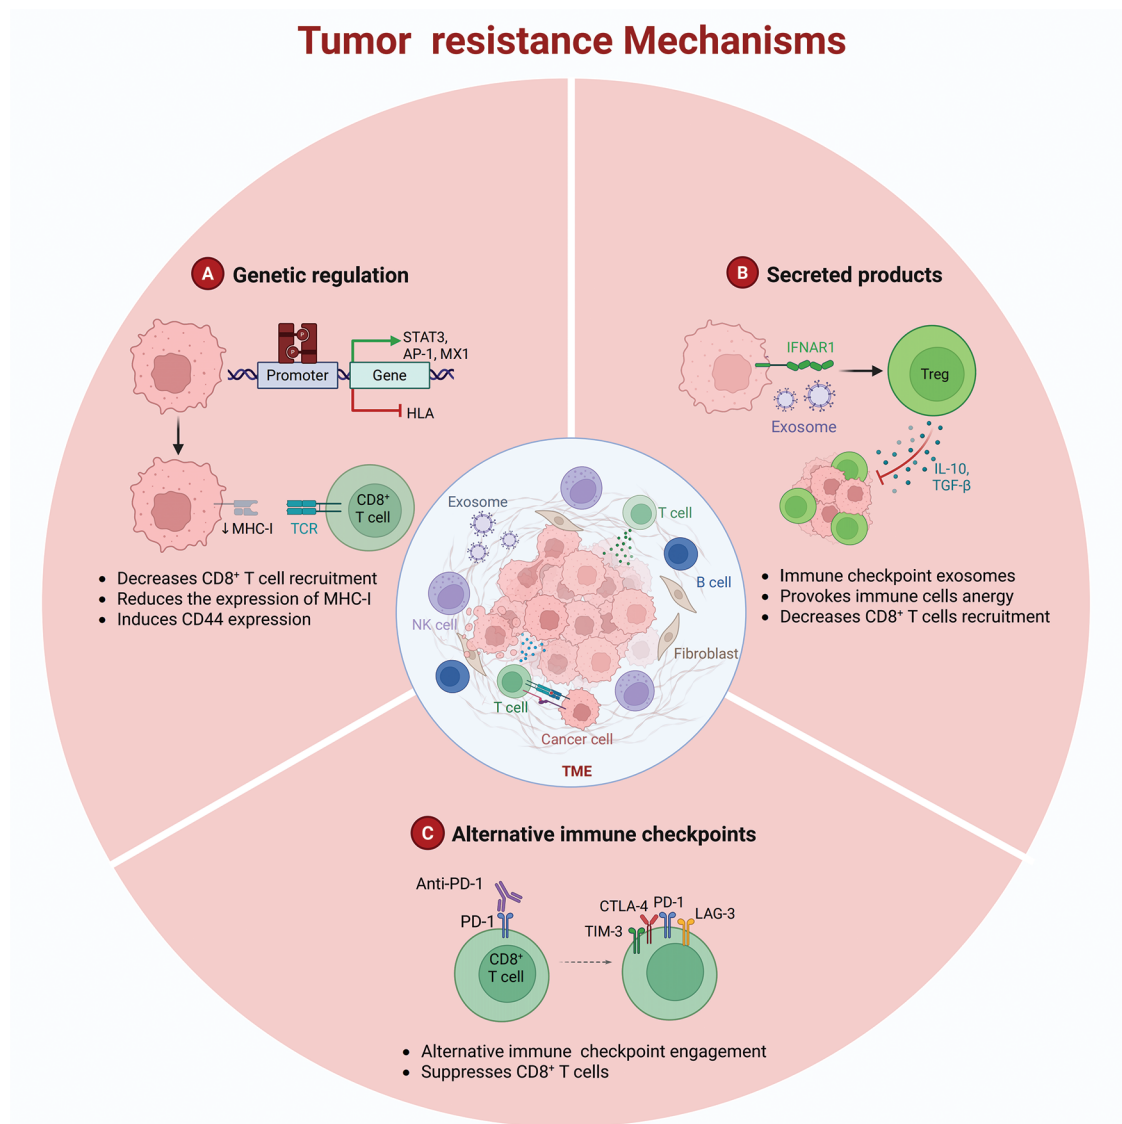 Tumor resistance Mechanisms
A Genetic regulation
STAT3,
AP-1, MX1
P
P
Promoter
Gene
HLA
CD8⁺
T cell
↓MHC-I
TCR
• Decreases CD8⁺ T cell recruitment
• Reduces the expression of MHC-I
• Induces CD44 expression
B Secreted products
IFNAR1
Treg
Exosome
IL-10,
TGF-β
• Immune checkpoint exosomes
• Provokes immune cells anergy
• Decreases CD8⁺ T cells recruitment
Exosome
T cell
B cell
NK cell
Fibroblast
T cell
Cancer cell
TME
C Alternative immune checkpoints
Anti-PD-1
PD-1
CD8⁺
T cell
CTLA-4
PD-1
LAG-3
TIM-3
• Alternative immune checkpoint engagement
• Suppresses CD8⁺ T cells